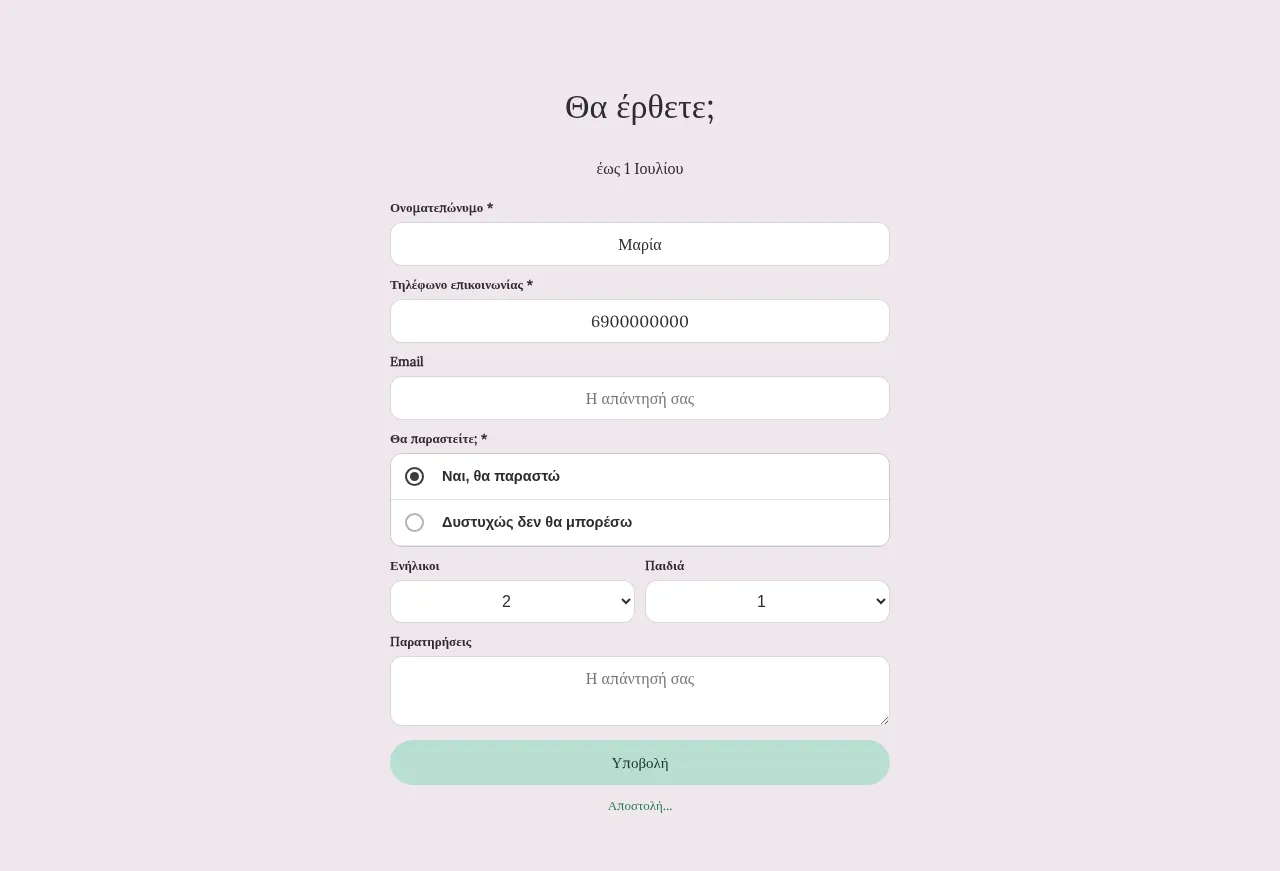 Θα έρθετε;
έως 1 Ιουλίου
Ονοματεπώνυμο *
Μαρία
Τηλέφωνο επικοινωνίας *
6900000000
Email
Η απάντησή σας
Θα παραστείτε; *
Ναι, θα παραστώ
Δυστυχώς δεν θα μπορέσω
Ενήλικοι
Παιδιά
2
1
Παρατηρήσεις
Η απάντησή σας
Υποβολή
Αποστολή...